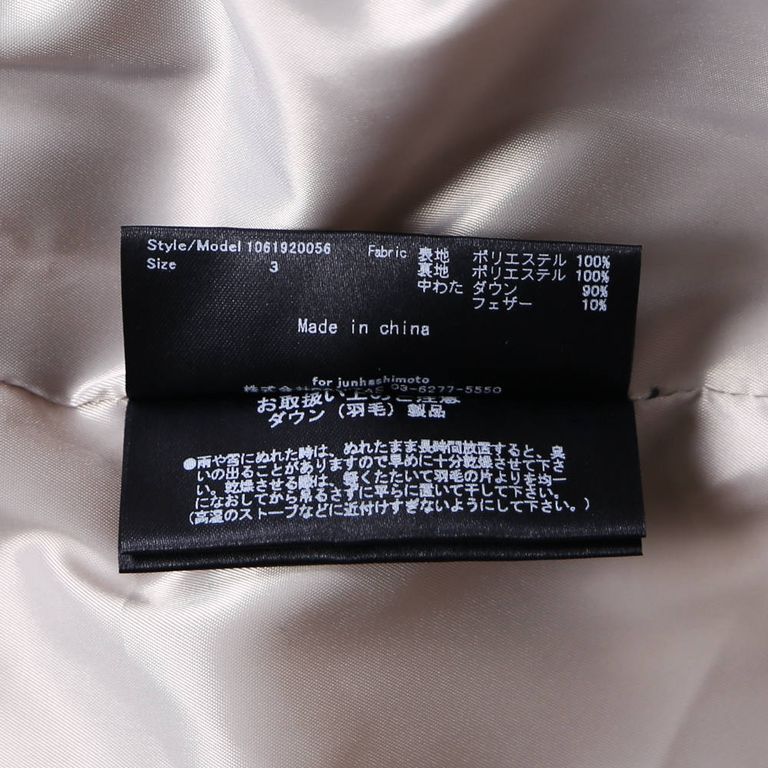 Style/Model 1061920056
Size 3
Fabric 表地 ポリエステル 100%
裏地 ポリエステル 100%
中わた ダウン 90%
フェザー 10%
Made in china
for junhashimoto
株式会社 03-6277-5550
お取扱い上のご注意
ダウン(羽毛)製品
●雨や雪にぬれた時は、ぬれたまま長時間放置すると、臭
いの出ることがありますので早めに十分乾燥させて下さ
い。乾燥させる際は、軽くたたいて羽毛の片よりを均一
になおしてから吊るさずに平らに置いて干して下さい。
(高温のストーブなどに近付けすぎないようにして下さい。)